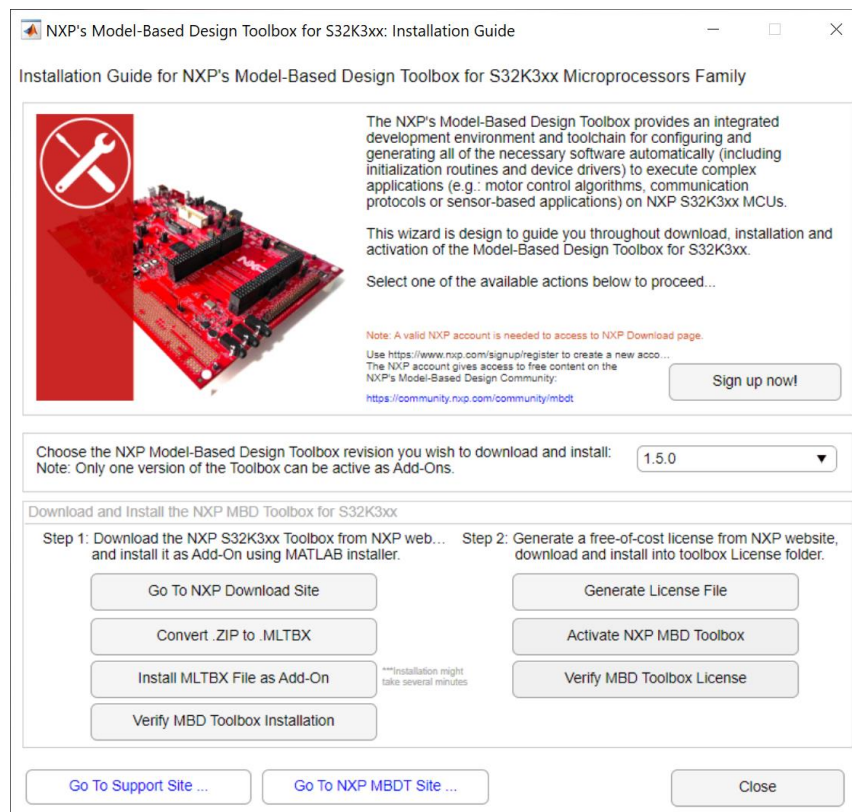 NXP's Model-Based Design Toolbox for S32K3xx: Installation Guide
Installation Guide for NXP's Model-Based Design Toolbox for S32K3xx Microprocessors Family
The NXP's Model-Based Design Toolbox provides an integrated
development environment and toolchain for configuring and
generating all of the necessary software automatically (including
initialization routines and device drivers) to execute complex
applications (e.g.: motor control algorithms, communication
protocols or sensor-based applications) on NXP S32K3xx MCUs.
This wizard is design to guide you throughout download, installation and
activation of the Model-Based Design Toolbox for S32K3xx.
Select one of the available actions below to proceed...
Note: A valid NXP account is needed to access to NXP Download page.
Use https://www.nxp.com/signup/register to create a new acco...
The NXP account gives access to free content on the
NXP's Model-Based Design Community:
https://community.nxp.com/community/mbdt
Sign up now!
Choose the NXP Model-Based Design Toolbox revision you wish to download and install:
Note: Only one version of the Toolbox can be active as Add-Ons.
1.5.0
Download and Install the NXP MBD Toolbox for S32K3xx
Step 1: Download the NXP S32K3xx Toolbox from NXP web...
and install it as Add-On using MATLAB installer.
Go To NXP Download Site
Convert .ZIP to .MLTBX
Install MLTBX File as Add-On
***Installation might
take several minutes
Verify MBD Toolbox Installation
Step 2: Generate a free-of-cost license from NXP website,
download and install into toolbox License folder.
Generate License File
Activate NXP MBD Toolbox
Verify MBD Toolbox License
Go To Support Site ...
Go To NXP MBDT Site ...
Close